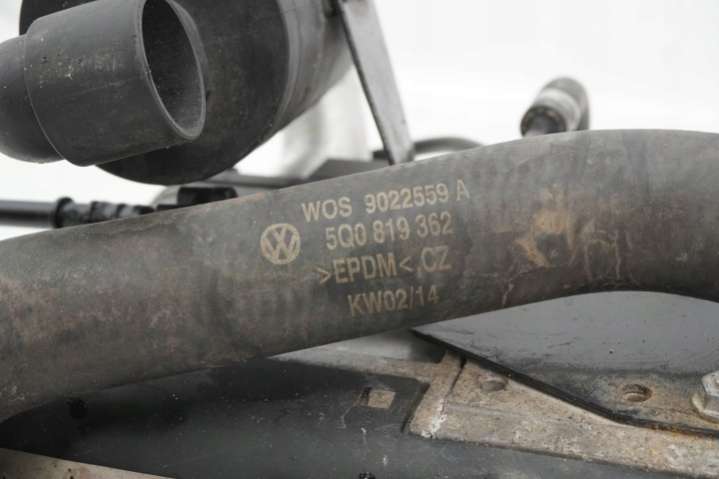 WOS 9022559 A
5Q0 819 362
>EPDM<,CZ
KW02/14